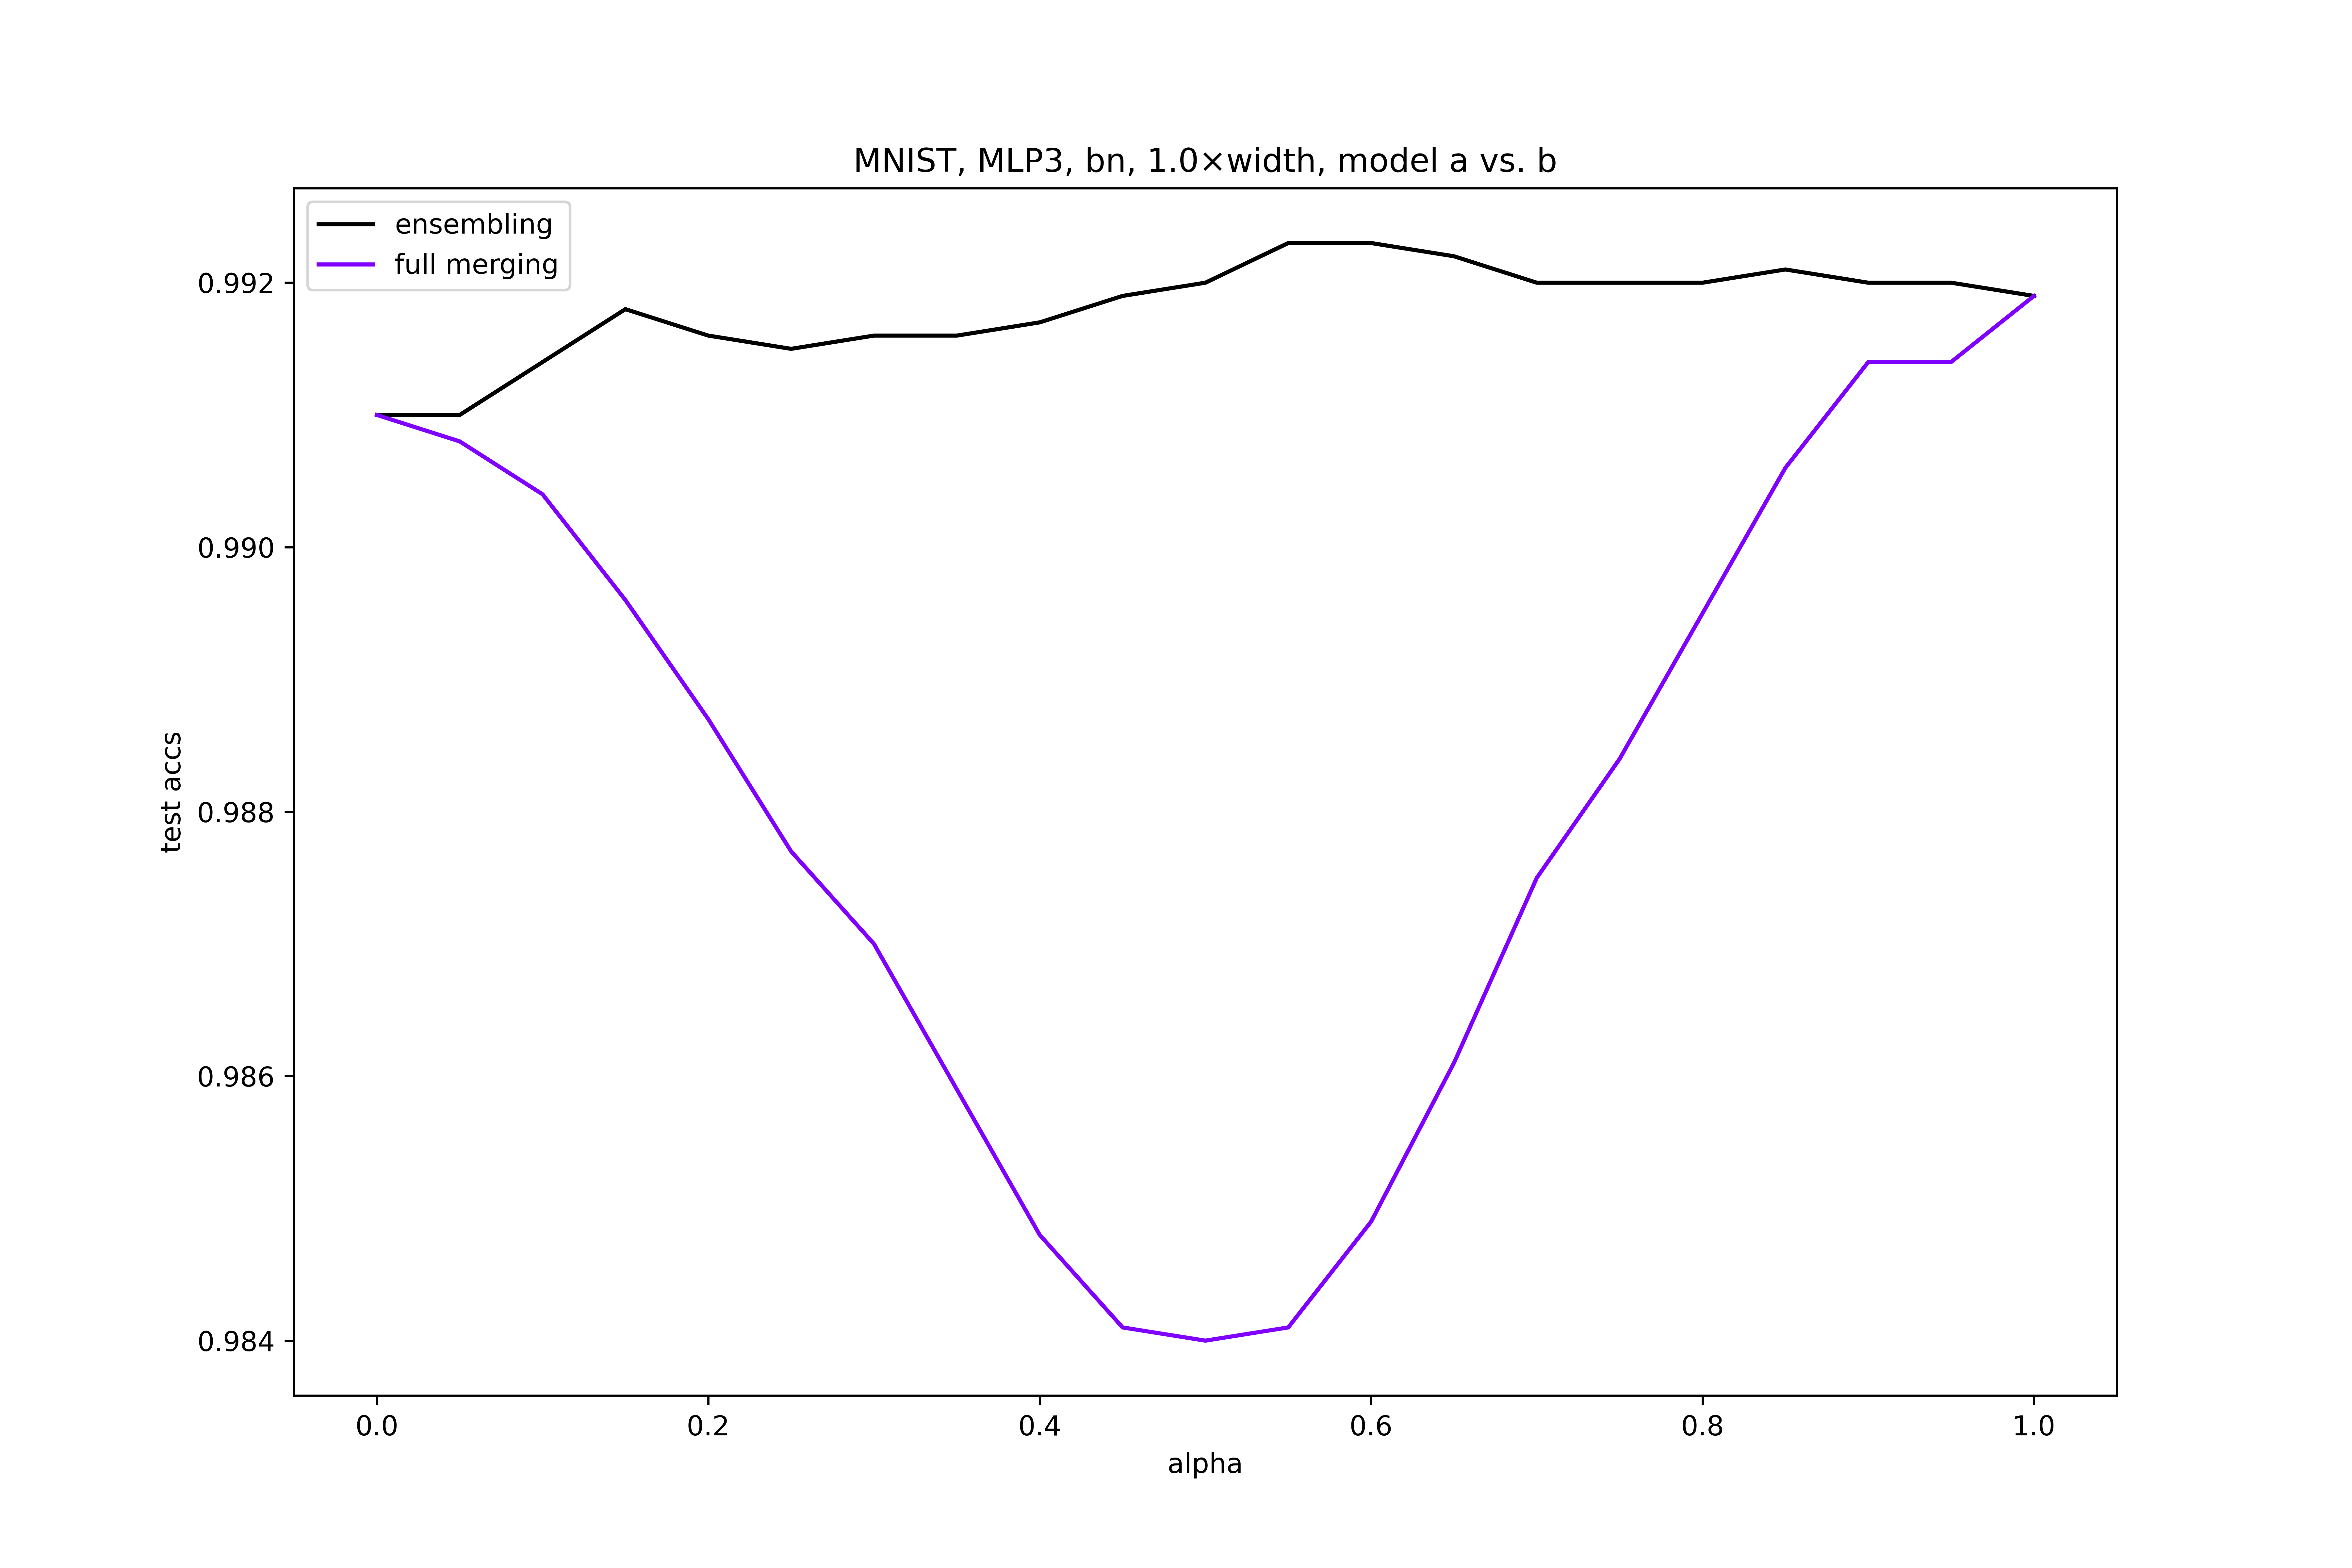 MNIST, MLP3, bn, 1.0×width, model a vs. b
ensembling
full merging
0.992
0.990
0.988
0.986
0.984
test accs
0.0 0.2 0.4 0.6 0.8 1.0
alpha